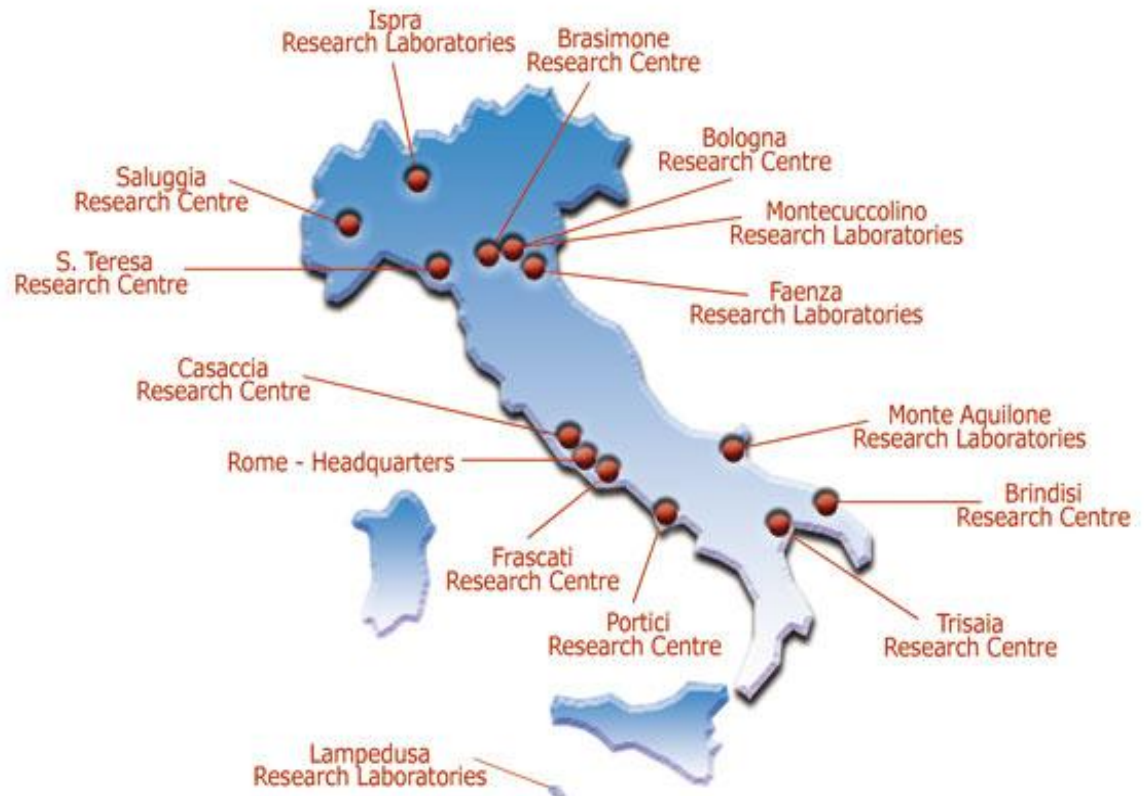 Ispra
Research Laboratories
Brasimone
Research Centre
Bologna
Research Centre
Saluggia
Research Centre
Montecuccolino
Research Laboratories
S. Teresa
Research Centre
Faenza
Research Laboratories
Casaccia
Research Centre
Monte Aquilone
Research Laboratories
Rome - Headquarters
Brindisi
Research Centre
Frascati
Research Centre
Portici
Research Centre
Trisaia
Research Centre
Lampedusa
Research Laboratories